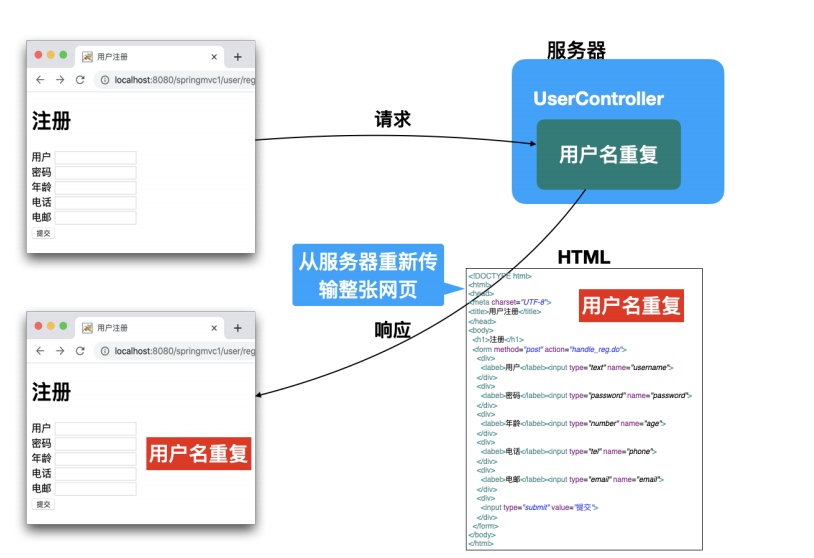 用户注册
localhost:8080/springmvc1/user/reg
注册
用户
密码
年龄
电话
电邮
提交
请求
服务器
UserController
用户名重复
从服务器重新传
输整张网页
响应
用户注册
localhost:8080/springmvc1/user/reg
注册
用户
密码
年龄
电话
电邮
提交
用户名重复
HTML
用户名重复
<!DOCTYPE html>
<html>
<head>
<meta charset="UTF-8">
<title>用户注册</title>
</head>
<body>
<h1>注册</h1>
<form method="post" action="handle_reg.do">
<div>
<label>用户</label><input type="text" name="username">
</div>
<div>
<label>密码</label><input type="password" name="password">
</div>
<div>
<label>年龄</label><input type="number" name="age">
</div>
<div>
<label>电话</label><input type="tel" name="phone">
</div>
<div>
<label>电邮</label><input type="email" name="email">
</div>
<div>
<input type="submit" value="提交">
</div>
</form>
</body>
</html>